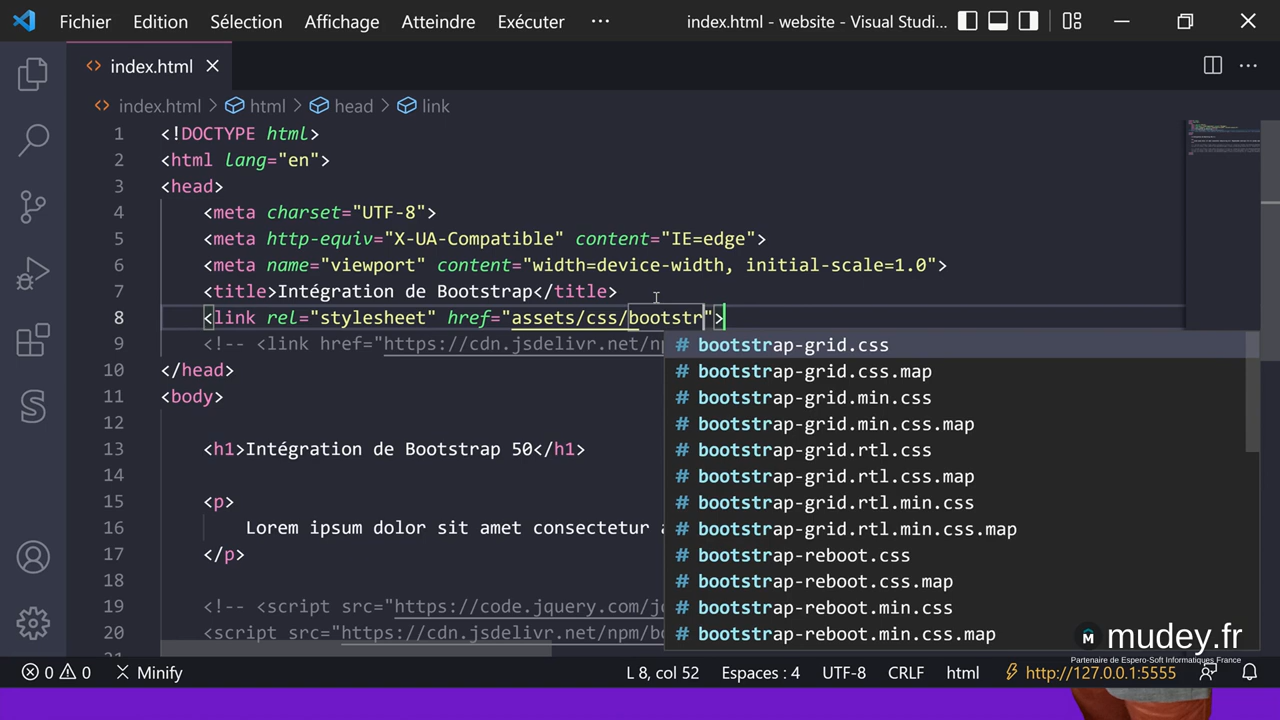 Fichier Edition Sélection Affichage Atteindre Exécuter ··· index.html - website - Visual Studi...
index.html
index.html > html > head > link
1 <!DOCTYPE html>
2 <html lang="en">
3 <head>
4 <meta charset="UTF-8">
5 <meta http-equiv="X-UA-Compatible" content="IE=edge">
6 <meta name="viewport" content="width=device-width, initial-scale=1.0">
7 <title>Intégration de Bootstrap</title>
8 <link rel="stylesheet" href="assets/css/bootstr">
9 <!-- <link href="https://cdn.jsdelivr.net/np
# bootstrap-grid.css
10 </head>
# bootstrap-grid.css.map
11 <body>
# bootstrap-grid.min.css
12
# bootstrap-grid.min.css.map
13 <h1>Intégration de Bootstrap 50</h1>
# bootstrap-grid.rtl.css
14
# bootstrap-grid.rtl.css.map
15 <p>
# bootstrap-grid.rtl.min.css
16 Lorem ipsum dolor sit amet consectetur
# bootstrap-grid.rtl.min.css.map
17 </p>
# bootstrap-reboot.css
18
# bootstrap-reboot.css.map
19 <!-- <script src="https://code.jquery.com/
# bootstrap-reboot.min.css
20 <script src="https://cdn.jsdelivr.net/npm/
# bootstrap-reboot.min.css.map
mudey.fr
Partenaire de Espero-Soft Informatiques France
0 0 Minify L 8, col 52 Espaces : 4 UTF-8 CRLF html http://127.0.0.1:5555